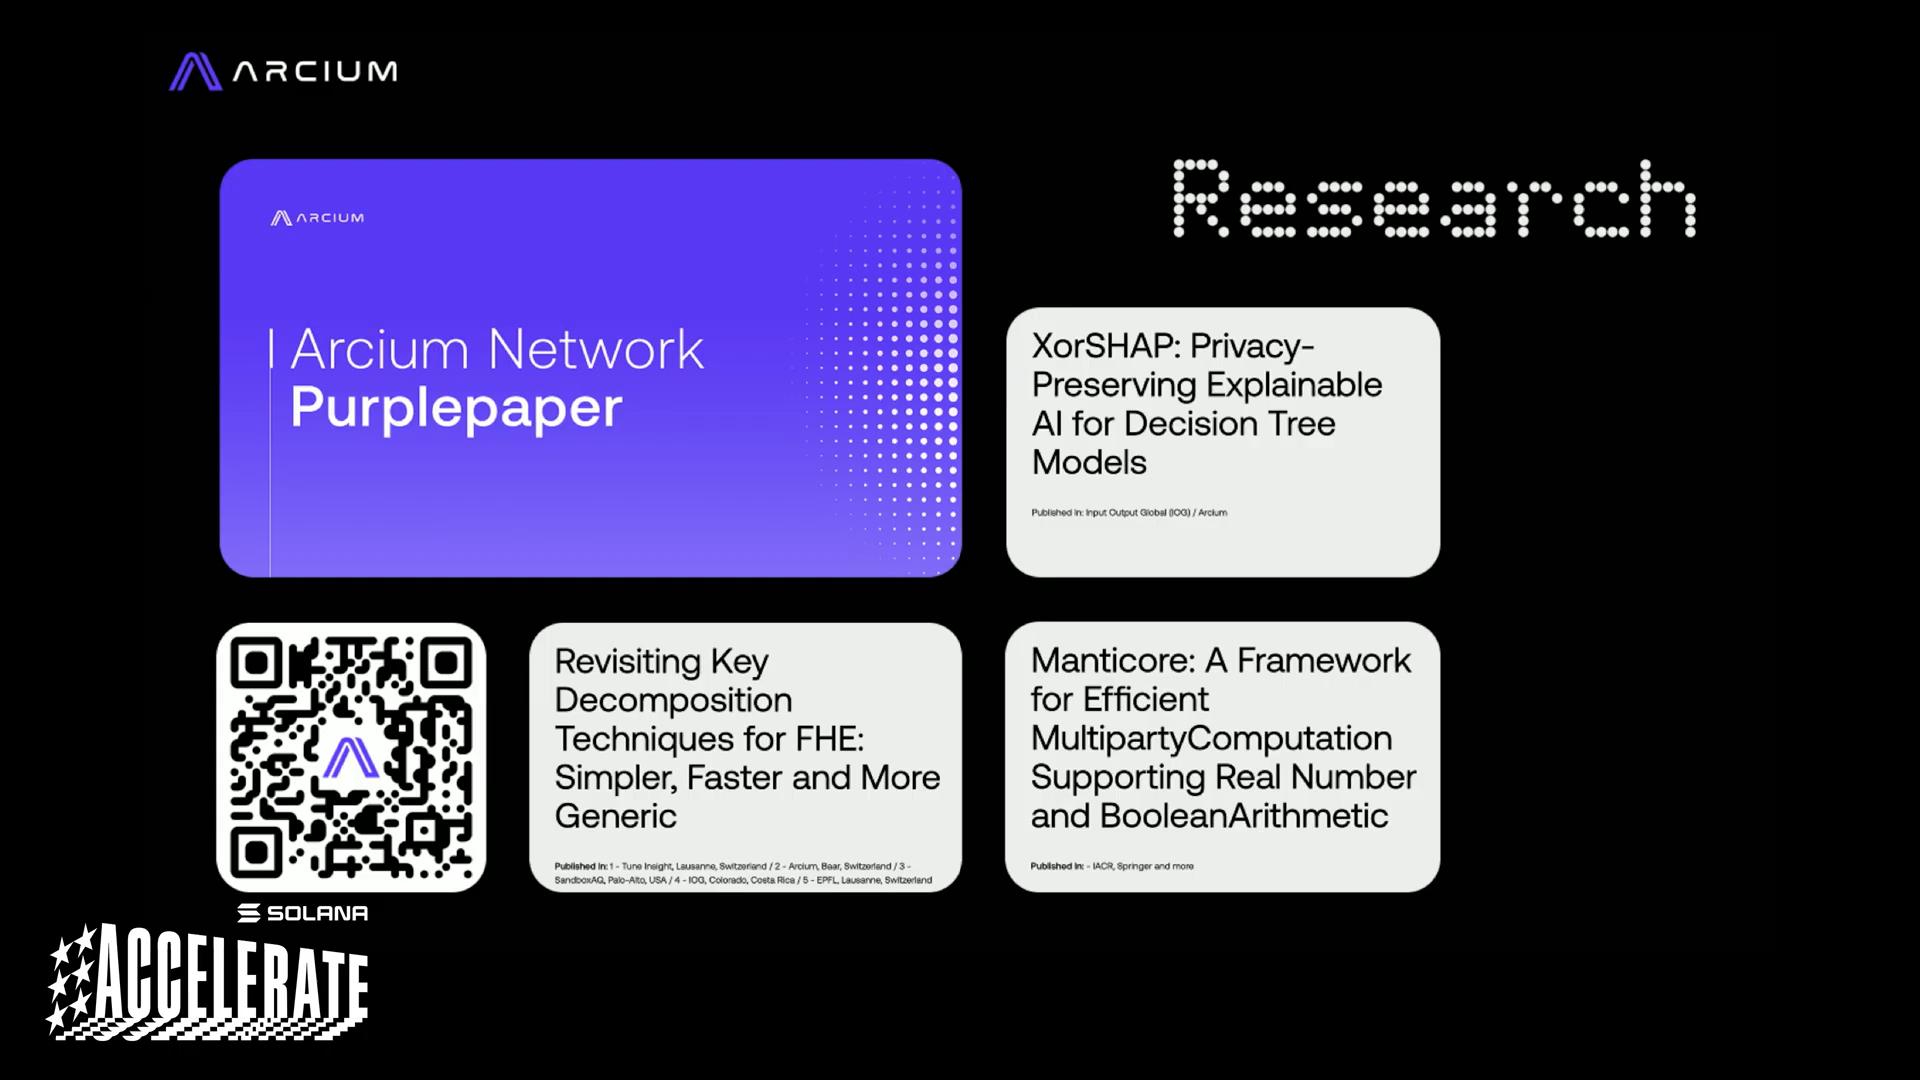 ARCIUM
Research
ARCIUM
Arcium Network
Purplepaper
XorSHAP: Privacy-
Preserving Explainable
AI for Decision Tree
Models
Published in: Input Output Global (IOG) / Arcium
Revisiting Key
Decomposition
Techniques for FHE:
Simpler, Faster and More
Generic
Published in: 1 - Tune Insight, Lausanne, Switzerland / 2 - Arcium, Baar, Switzerland / 3 -
SandboxAQ, Palo-Alto, USA / 4 - IOG, Colorado, Costa Rica / 5 - EPFL, Lausanne, Switzerland
Manticore: A Framework
for Efficient
MultipartyComputation
Supporting Real Number
and BooleanArithmetic
Published in: - IACR, Springer and more
SOLANA
ACCELERATE